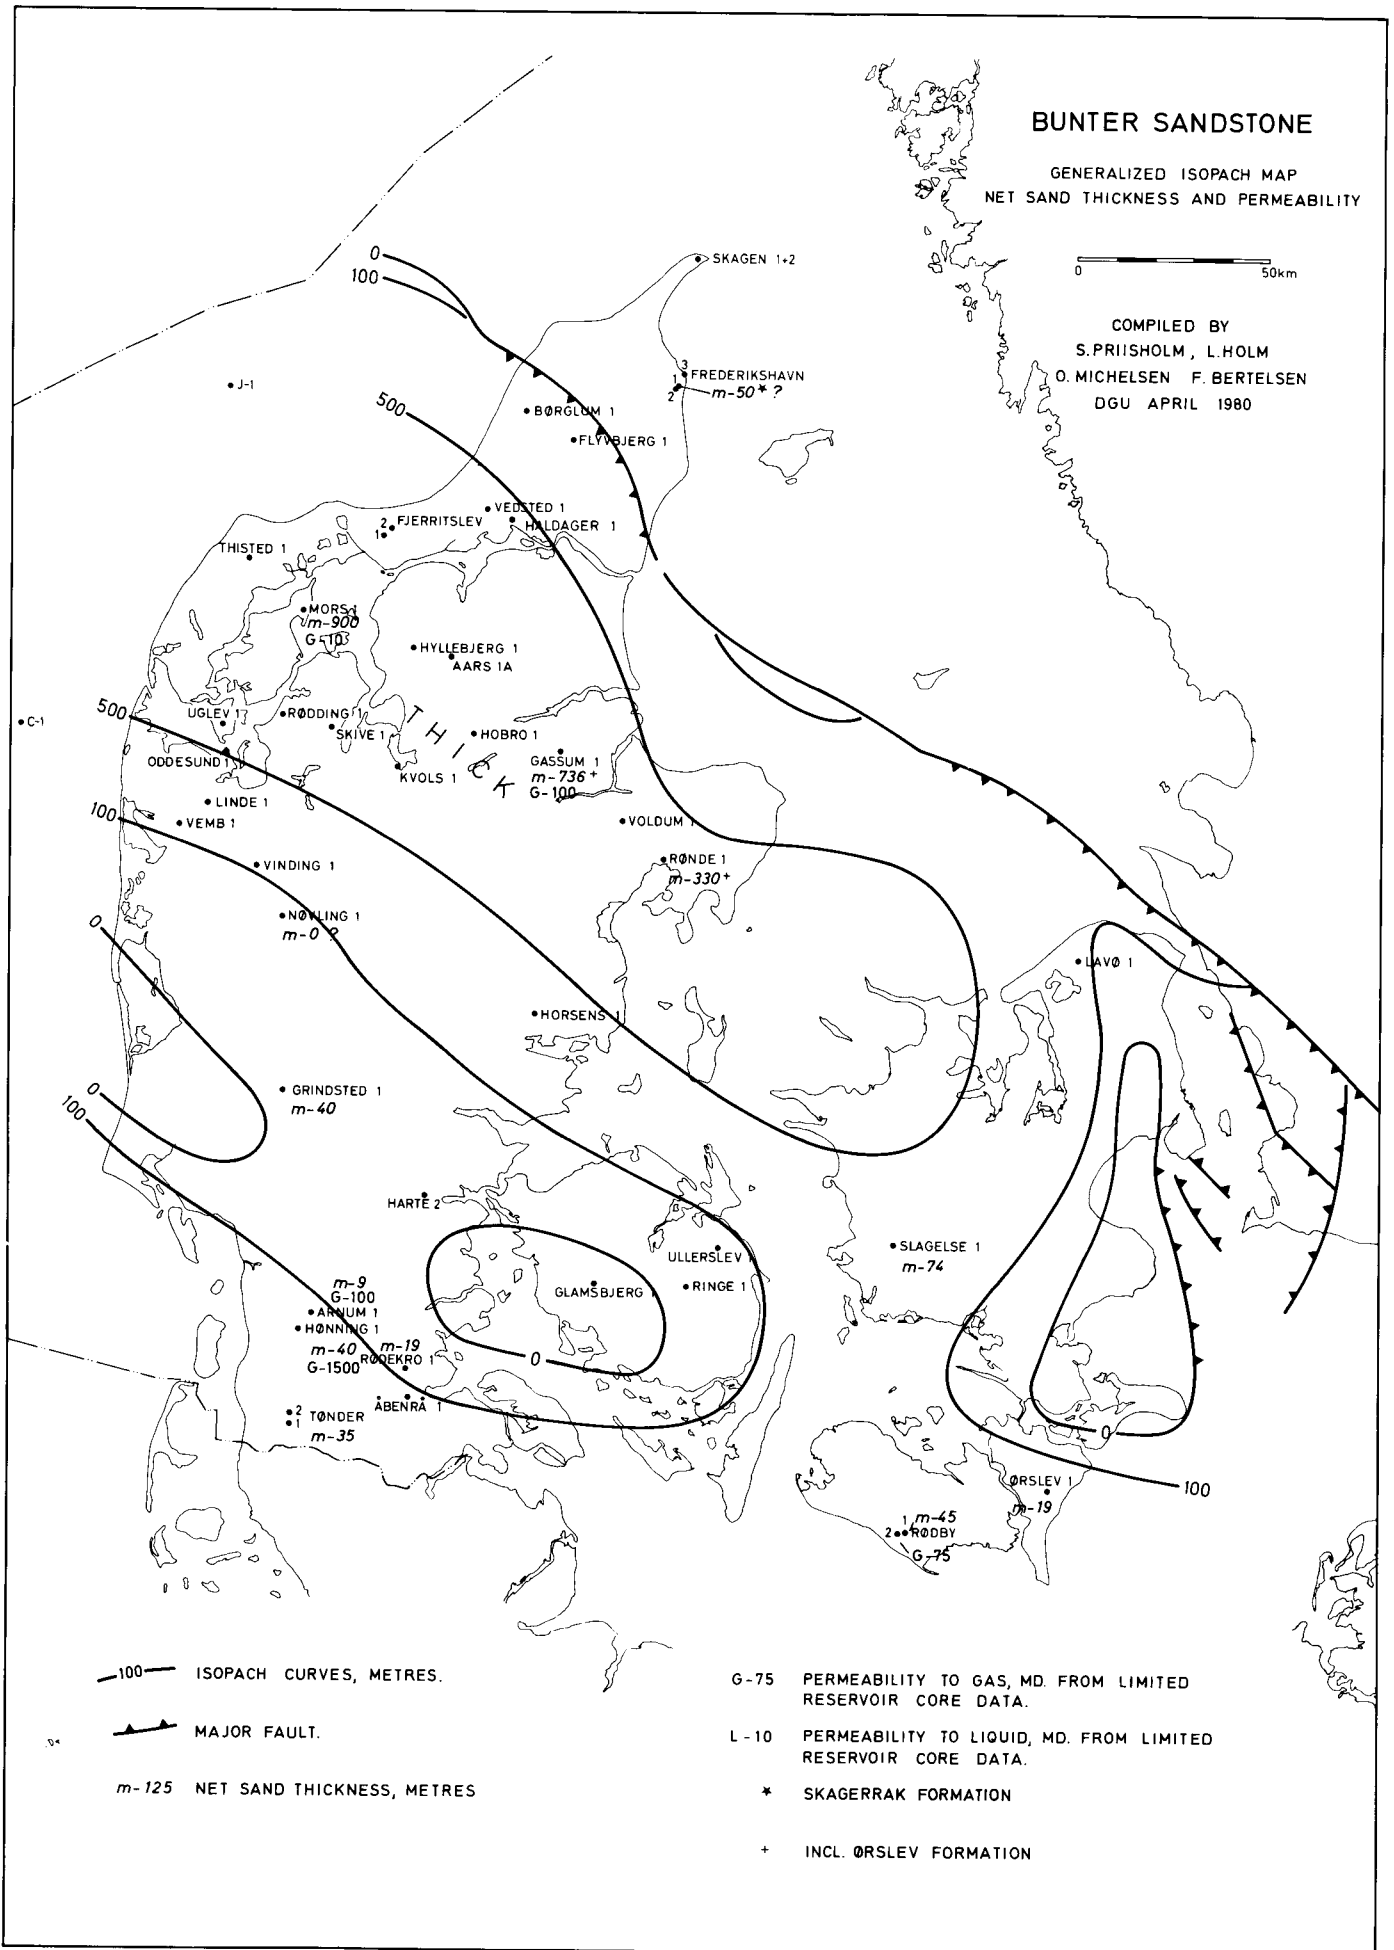 BUNTER SANDSTONE
GENERALIZED ISOPACH MAP
NET SAND THICKNESS AND PERMEABILITY
0 50km
COMPILED BY
S.PRIISHOLM, L.HOLM
O. MICHELSEN F. BERTELSEN
DGU APRIL 1980
0
100
SKAGEN 1+2
J-1
3
FREDERIKSHAVN
1
2
m-50* ?
500
BØRGLUM 1
FLYVBJERG 1
VEDSTED 1
2 FJERRITSLEV
1
HALDAGER 1
THISTED 1
MORS 1
m-900
G-10
HYLLEBJERG 1
AARS 1A
C-1
500
UGLEV 1
RØDDING 1
SKIVE 1
THICK
HOBRO 1
ODDESUND 1
KVOLS 1
GASSUM 1
m-736+
G-100
LINDE 1
100
VEMB 1
VOLDUM 1
VINDING 1
RØNDE 1
m-330+
NØVLING 1
m-0 ?
0
LAVØ 1
HORSENS 1
0
GRINDSTED 1
m-40
100
HARTE 2
ULLERSLEV 1
SLAGELSE 1
m-74
m-9
G-100
ARNUM 1
GLAMSBJERG 1
RINGE 1
HØNNING 1
m-40 m-19
G-1500 RØDEKRO 1
0
ÅBENRÅ 1
2
1 TØNDER
m-35
0
100
ØRSLEV 1
m-19
1 m-45
2 RØDBY
G-75
100 ISOPACH CURVES, METRES.
MAJOR FAULT.
m-125 NET SAND THICKNESS, METRES
G-75 PERMEABILITY TO GAS, MD. FROM LIMITED
RESERVOIR CORE DATA.
L-10 PERMEABILITY TO LIQUID, MD. FROM LIMITED
RESERVOIR CORE DATA.
* SKAGERRAK FORMATION
+ INCL. ØRSLEV FORMATION